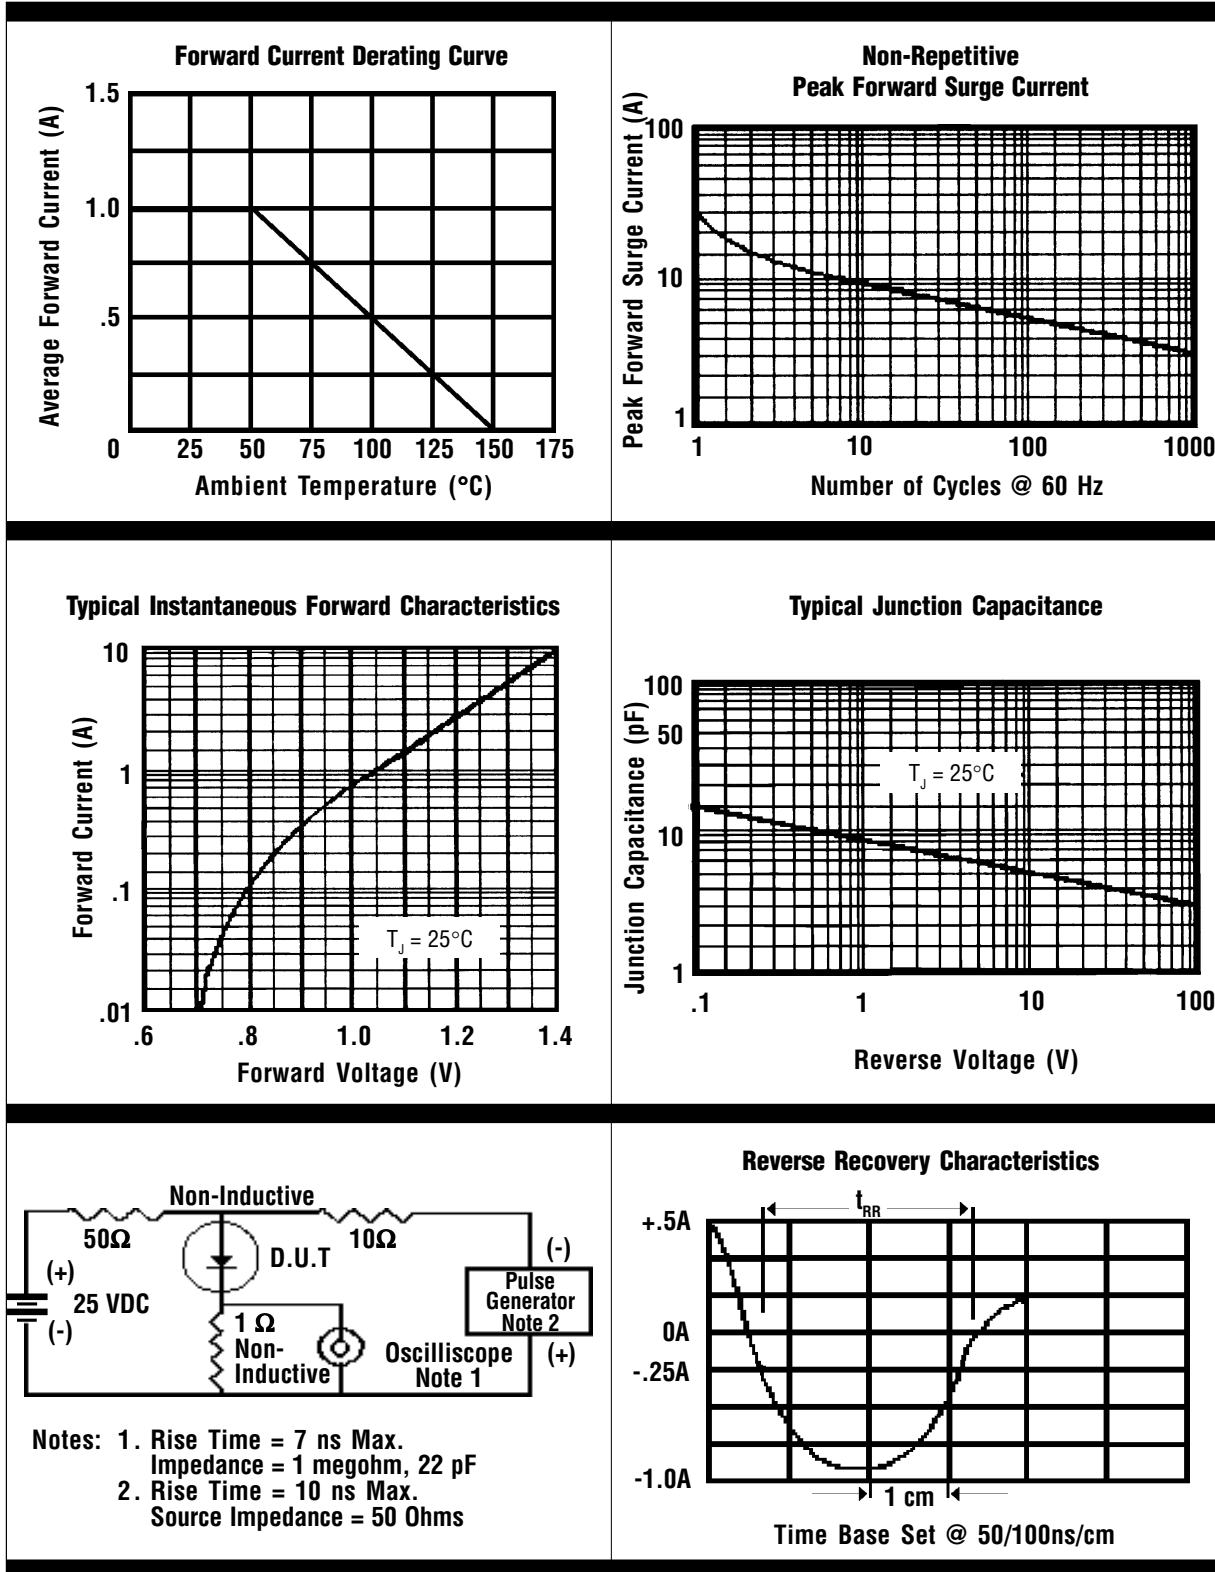 Forward Current Derating Curve
1.5
1.0
.5
0
25 50 75 100 125 150 175
Average Forward Current (A)
Ambient Temperature (°C)
Non-Repetitive
Peak Forward Surge Current
100
10
1
1 10 100 1000
Peak Forward Surge Current (A)
Number of Cycles @ 60 Hz
Typical Instantaneous Forward Characteristics
10
1
.1
.01
.6 .8 1.0 1.2 1.4
TJ = 25°C
Forward Current (A)
Forward Voltage (V)
Typical Junction Capacitance
100
50
10
1
.1 1 10 100
TJ = 25°C
Junction Capacitance (pF)
Reverse Voltage (V)
Non-Inductive
50Ω
10Ω
D.U.T
(+)
25 VDC
(-)
1 Ω
Non-
Inductive
Oscilliscope
Note 1
(-)
Pulse
Generator
Note 2
(+)
Notes: 1. Rise Time = 7 ns Max.
Impedance = 1 megohm, 22 pF
2. Rise Time = 10 ns Max.
Source Impedance = 50 Ohms
Reverse Recovery Characteristics
tRR
+.5A
0A
-.25A
-1.0A
1 cm
Time Base Set @ 50/100ns/cm